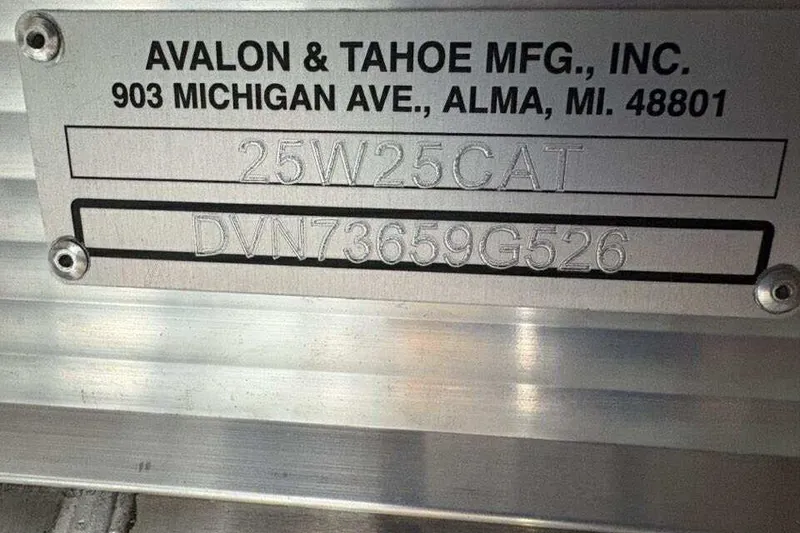 AVALON & TAHOE MFG., INC.
903 MICHIGAN AVE., ALMA, MI. 48801
25W25CAT
DVN73659G526